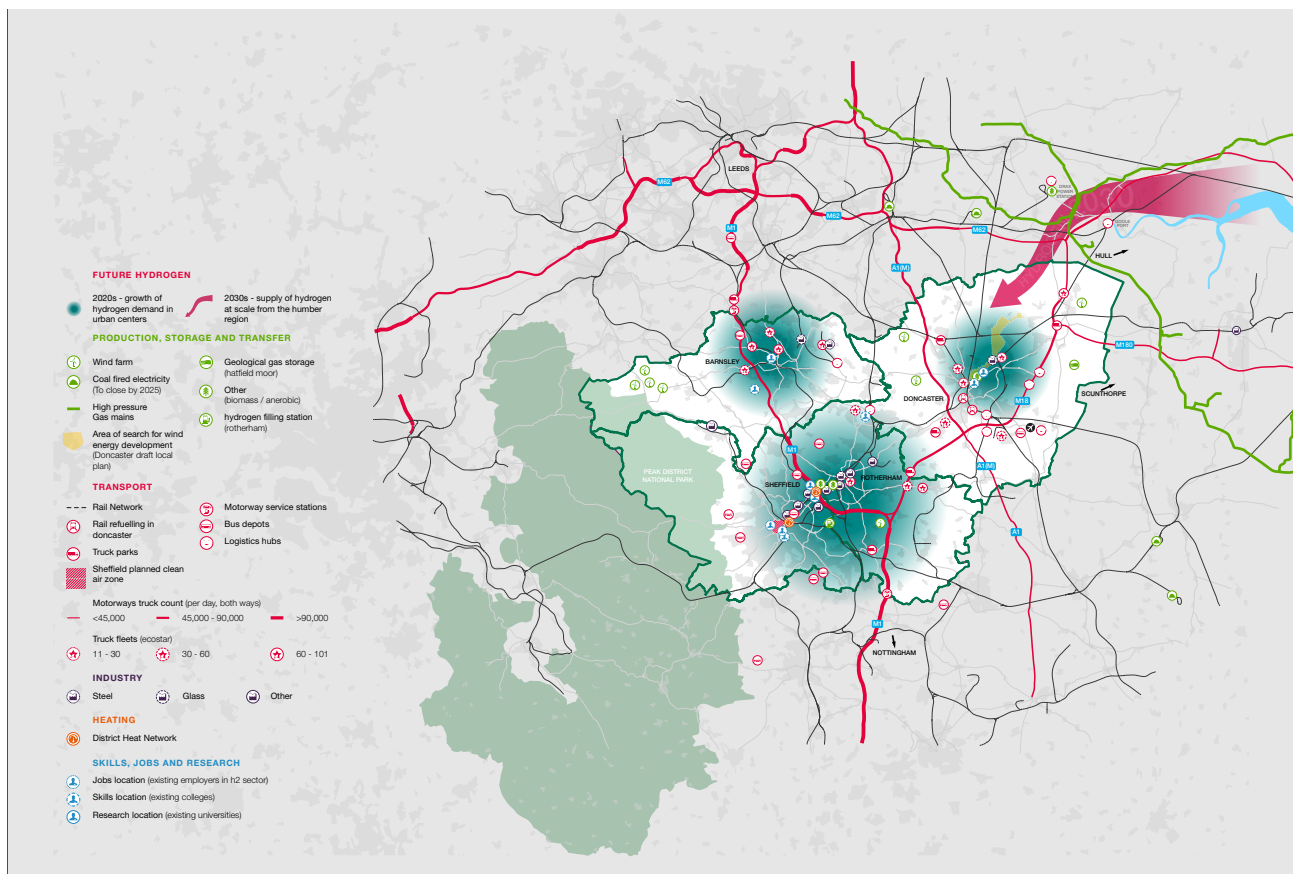 FUTURE HYDROGEN
2020s - growth of
hydrogen demand in
urban centers
2030s - supply of hydrogen
at scale from the humber
region
PRODUCTION, STORAGE AND TRANSFER
Wind farm
Coal fired electricity
(To close by 2025)
High pressure
Gas mains
Area of search for wind
energy development
(Doncaster draft local
plan)
Geological gas storage
(hatfield moor)
Other
(biomass / anerobic)
hydrogen filling station
(rotherham)
TRANSPORT
Rail Network
Rail refuelling in
doncaster
Truck parks
Sheffield planned clean
air zone
Motorway service stations
Bus depots
Logistics hubs
Motorways truck count (per day, both ways)
<45,000
45,000 - 90,000
>90,000
Truck fleets (ecostar)
11 - 30
30 - 60
60 - 101
INDUSTRY
Steel
Glass
Other
HEATING
District Heat Network
SKILLS, JOBS AND RESEARCH
Jobs location (existing employers in h2 sector)
Skills location (existing colleges)
Research location (existing universities)
LEEDS
M62
M62
M62
M1
A1(M)
DRAX
POWER
STATION
GOOLE
PORT
HULL
BARNSLEY
M180
DONCASTER
M18
SCUNTHORPE
M1
A1(M)
PEAK DISTRICT
NATIONAL PARK
SHEFFIELD
ROTHERHAM
A1
M1
NOTTINGHAM